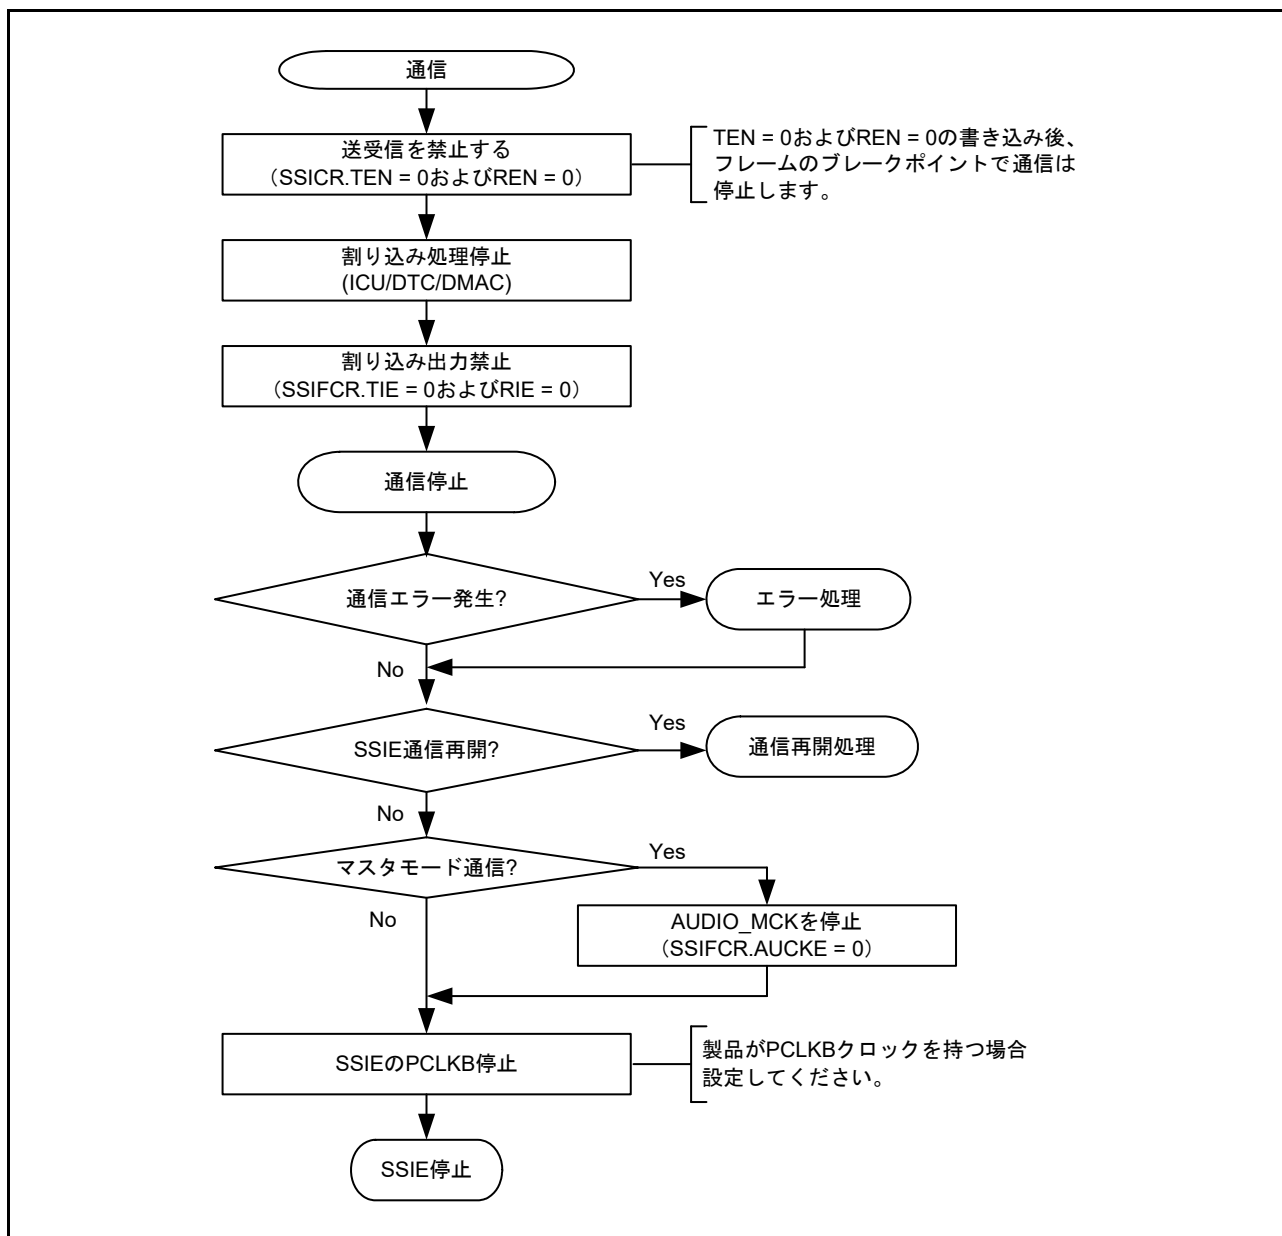 通信
送受信を禁止する
（SSICR.TEN = 0およびREN = 0）
TEN = 0およびREN = 0の書き込み後、
フレームのブレークポイントで通信は
停止します。
割り込み処理停止
(ICU/DTC/DMAC)
割り込み出力禁止
（SSIFCR.TIE = 0およびRIE = 0）
通信停止
通信エラー発生?
Yes
エラー処理
No
SSIE通信再開?
Yes
通信再開処理
No
マスタモード通信?
Yes
No
AUDIO_MCKを停止
（SSIFCR.AUCKE = 0）
SSIEのPCLKB停止
製品がPCLKBクロックを持つ場合
設定してください。
SSIE停止